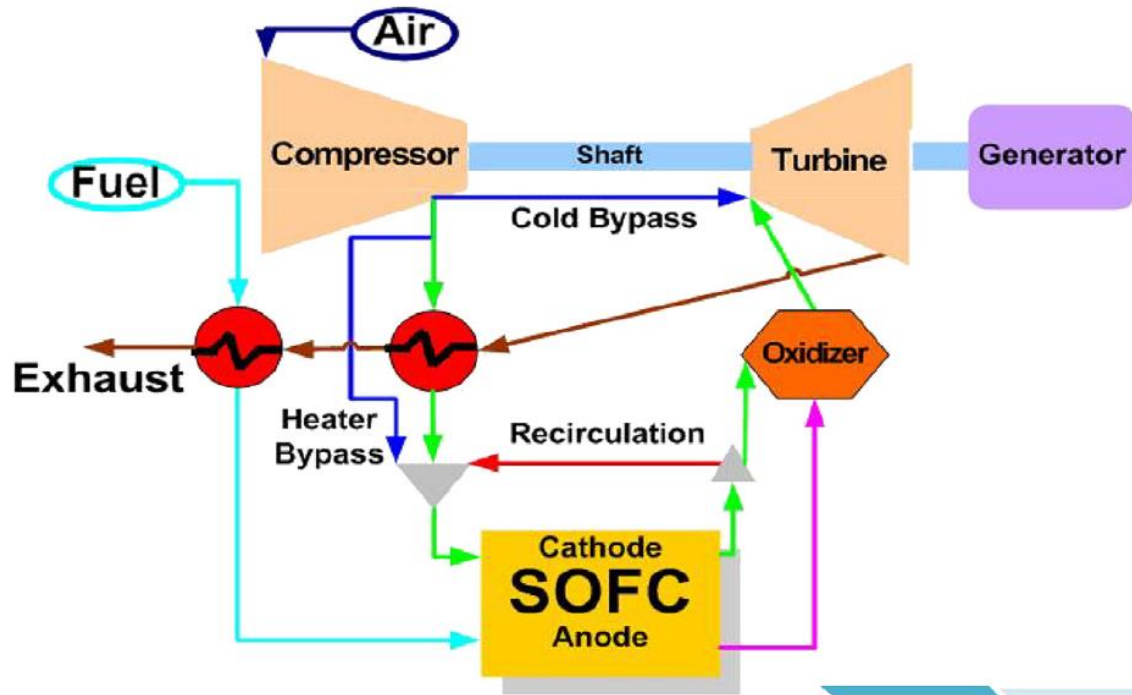 Air
Compressor
Shaft
Turbine
Generator
Fuel
Cold Bypass
Exhaust
Oxidizer
Heater
Bypass
Recirculation
Cathode
SOFC
Anode